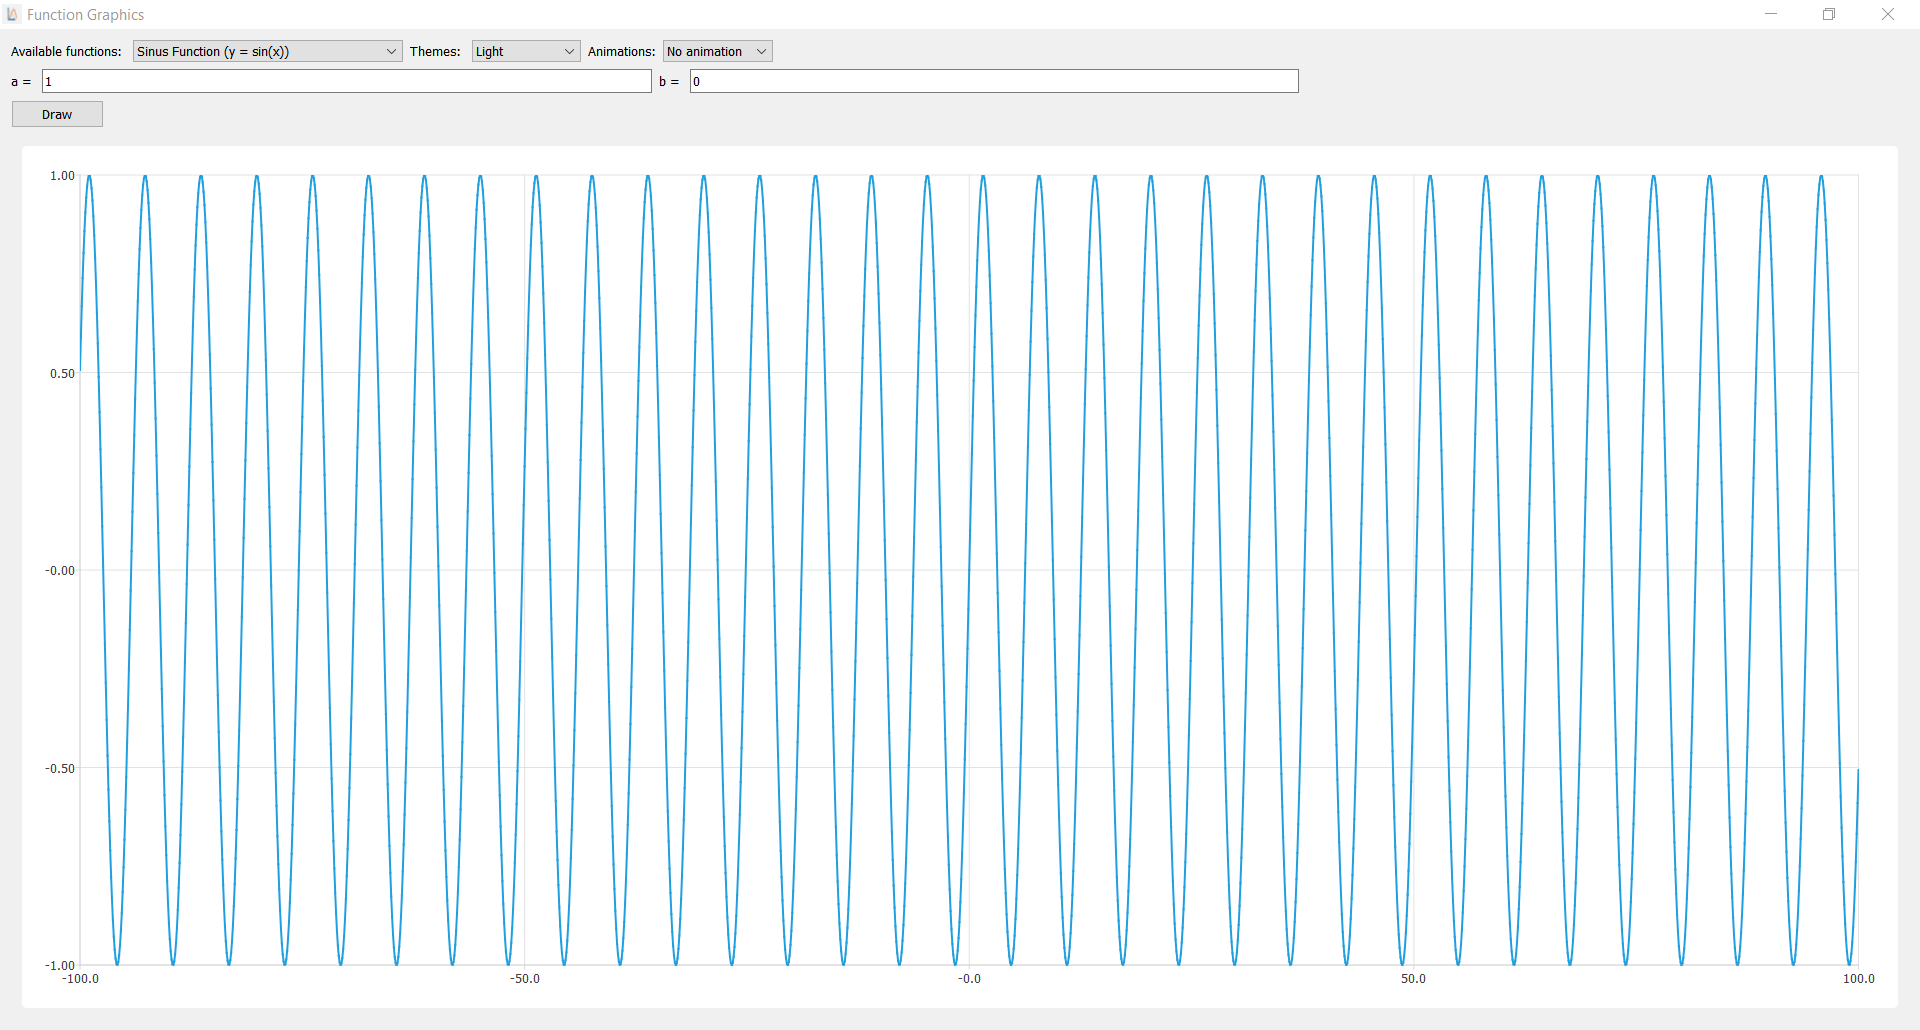 Function Graphics
Available functions: Sinus Function (y = sin(x)) Themes: Light Animations: No animation
a = 1 b = 0
Draw
1.00
0.50
-0.00
-0.50
-1.00
-100.0 -50.0 -0.0 50.0 100.0